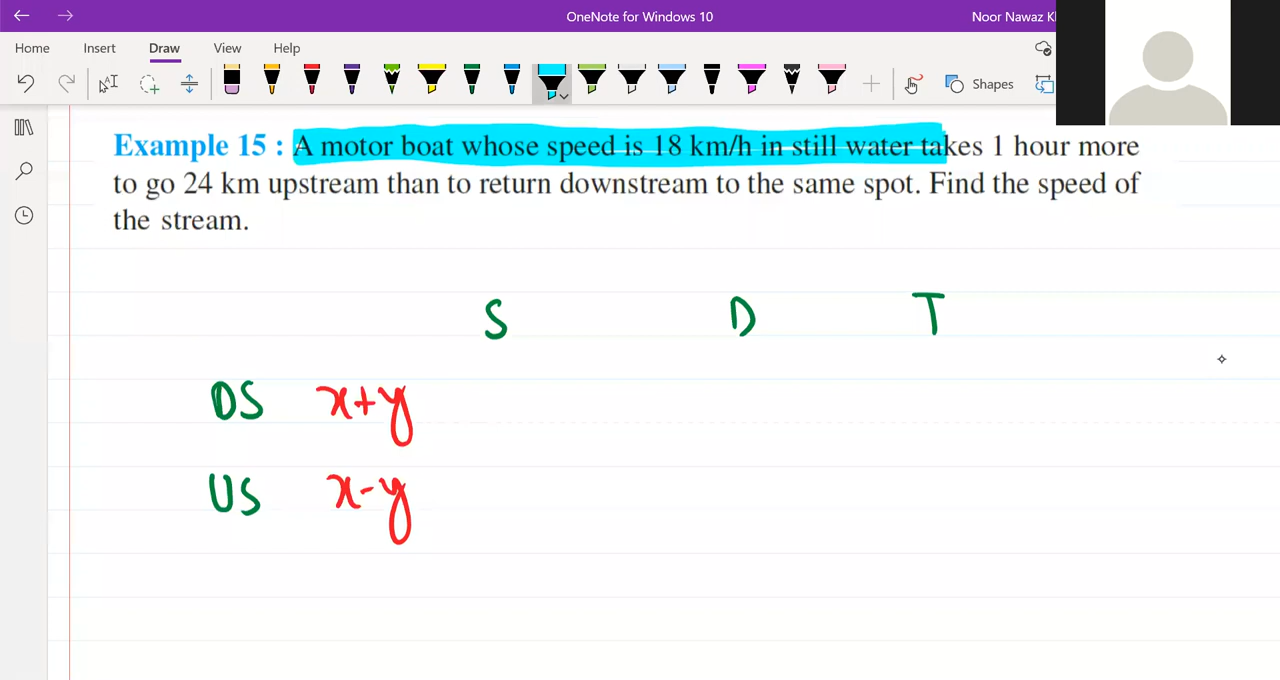 OneNote for Windows 10
Noor Nawaz
Home Insert Draw View Help
Shapes
Example 15 : A motor boat whose speed is 18 km/h in still water takes 1 hour more
to go 24 km upstream than to return downstream to the same spot. Find the speed of
the stream.
S D T
DS x+y
US x-y